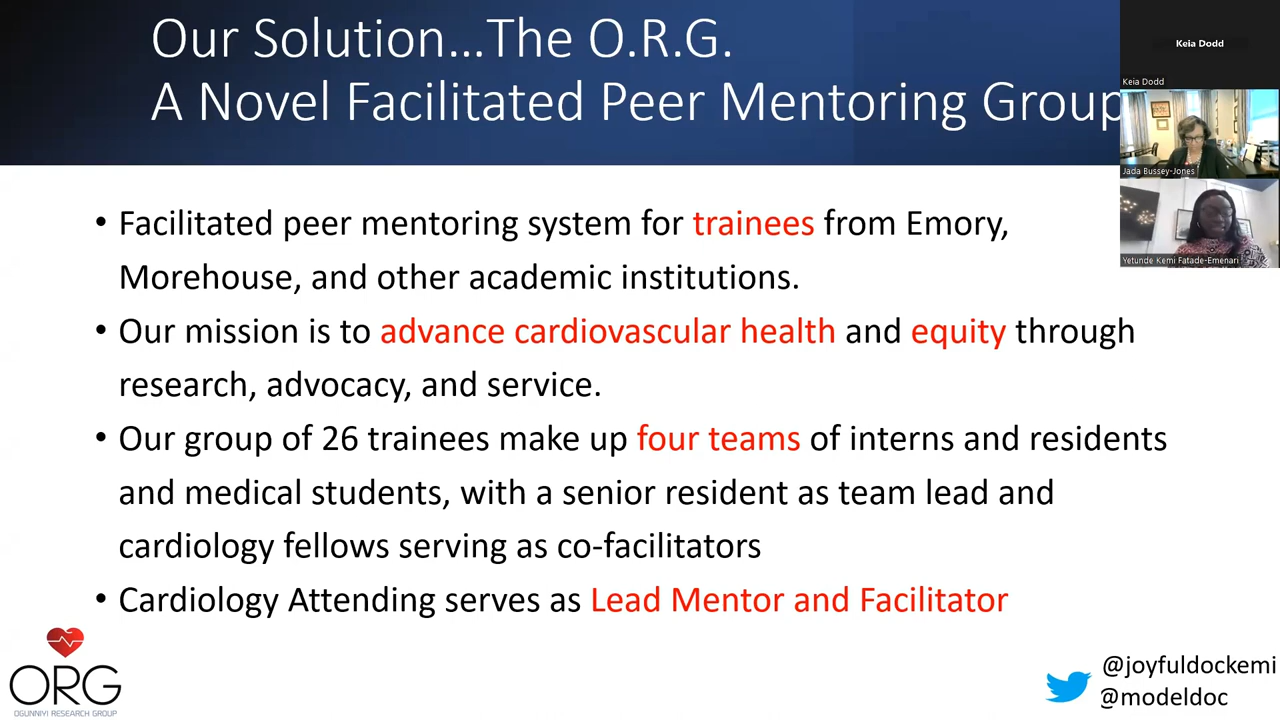 Our Solution...The O.R.G.
A Novel Facilitated Peer Mentoring Group
Keia Dodd
Keia Dodd
Jada Bussey-Jones
Yetunde Kemi Fatade-Emenari
• Facilitated peer mentoring system for trainees from Emory,
Morehouse, and other academic institutions.
• Our mission is to advance cardiovascular health and equity through
research, advocacy, and service.
• Our group of 26 trainees make up four teams of interns and residents
and medical students, with a senior resident as team lead and
cardiology fellows serving as co-facilitators
• Cardiology Attending serves as Lead Mentor and Facilitator
ORG
OGUNNIYI RESEARCH GROUP
@joyfuldockemi
@modeldoc